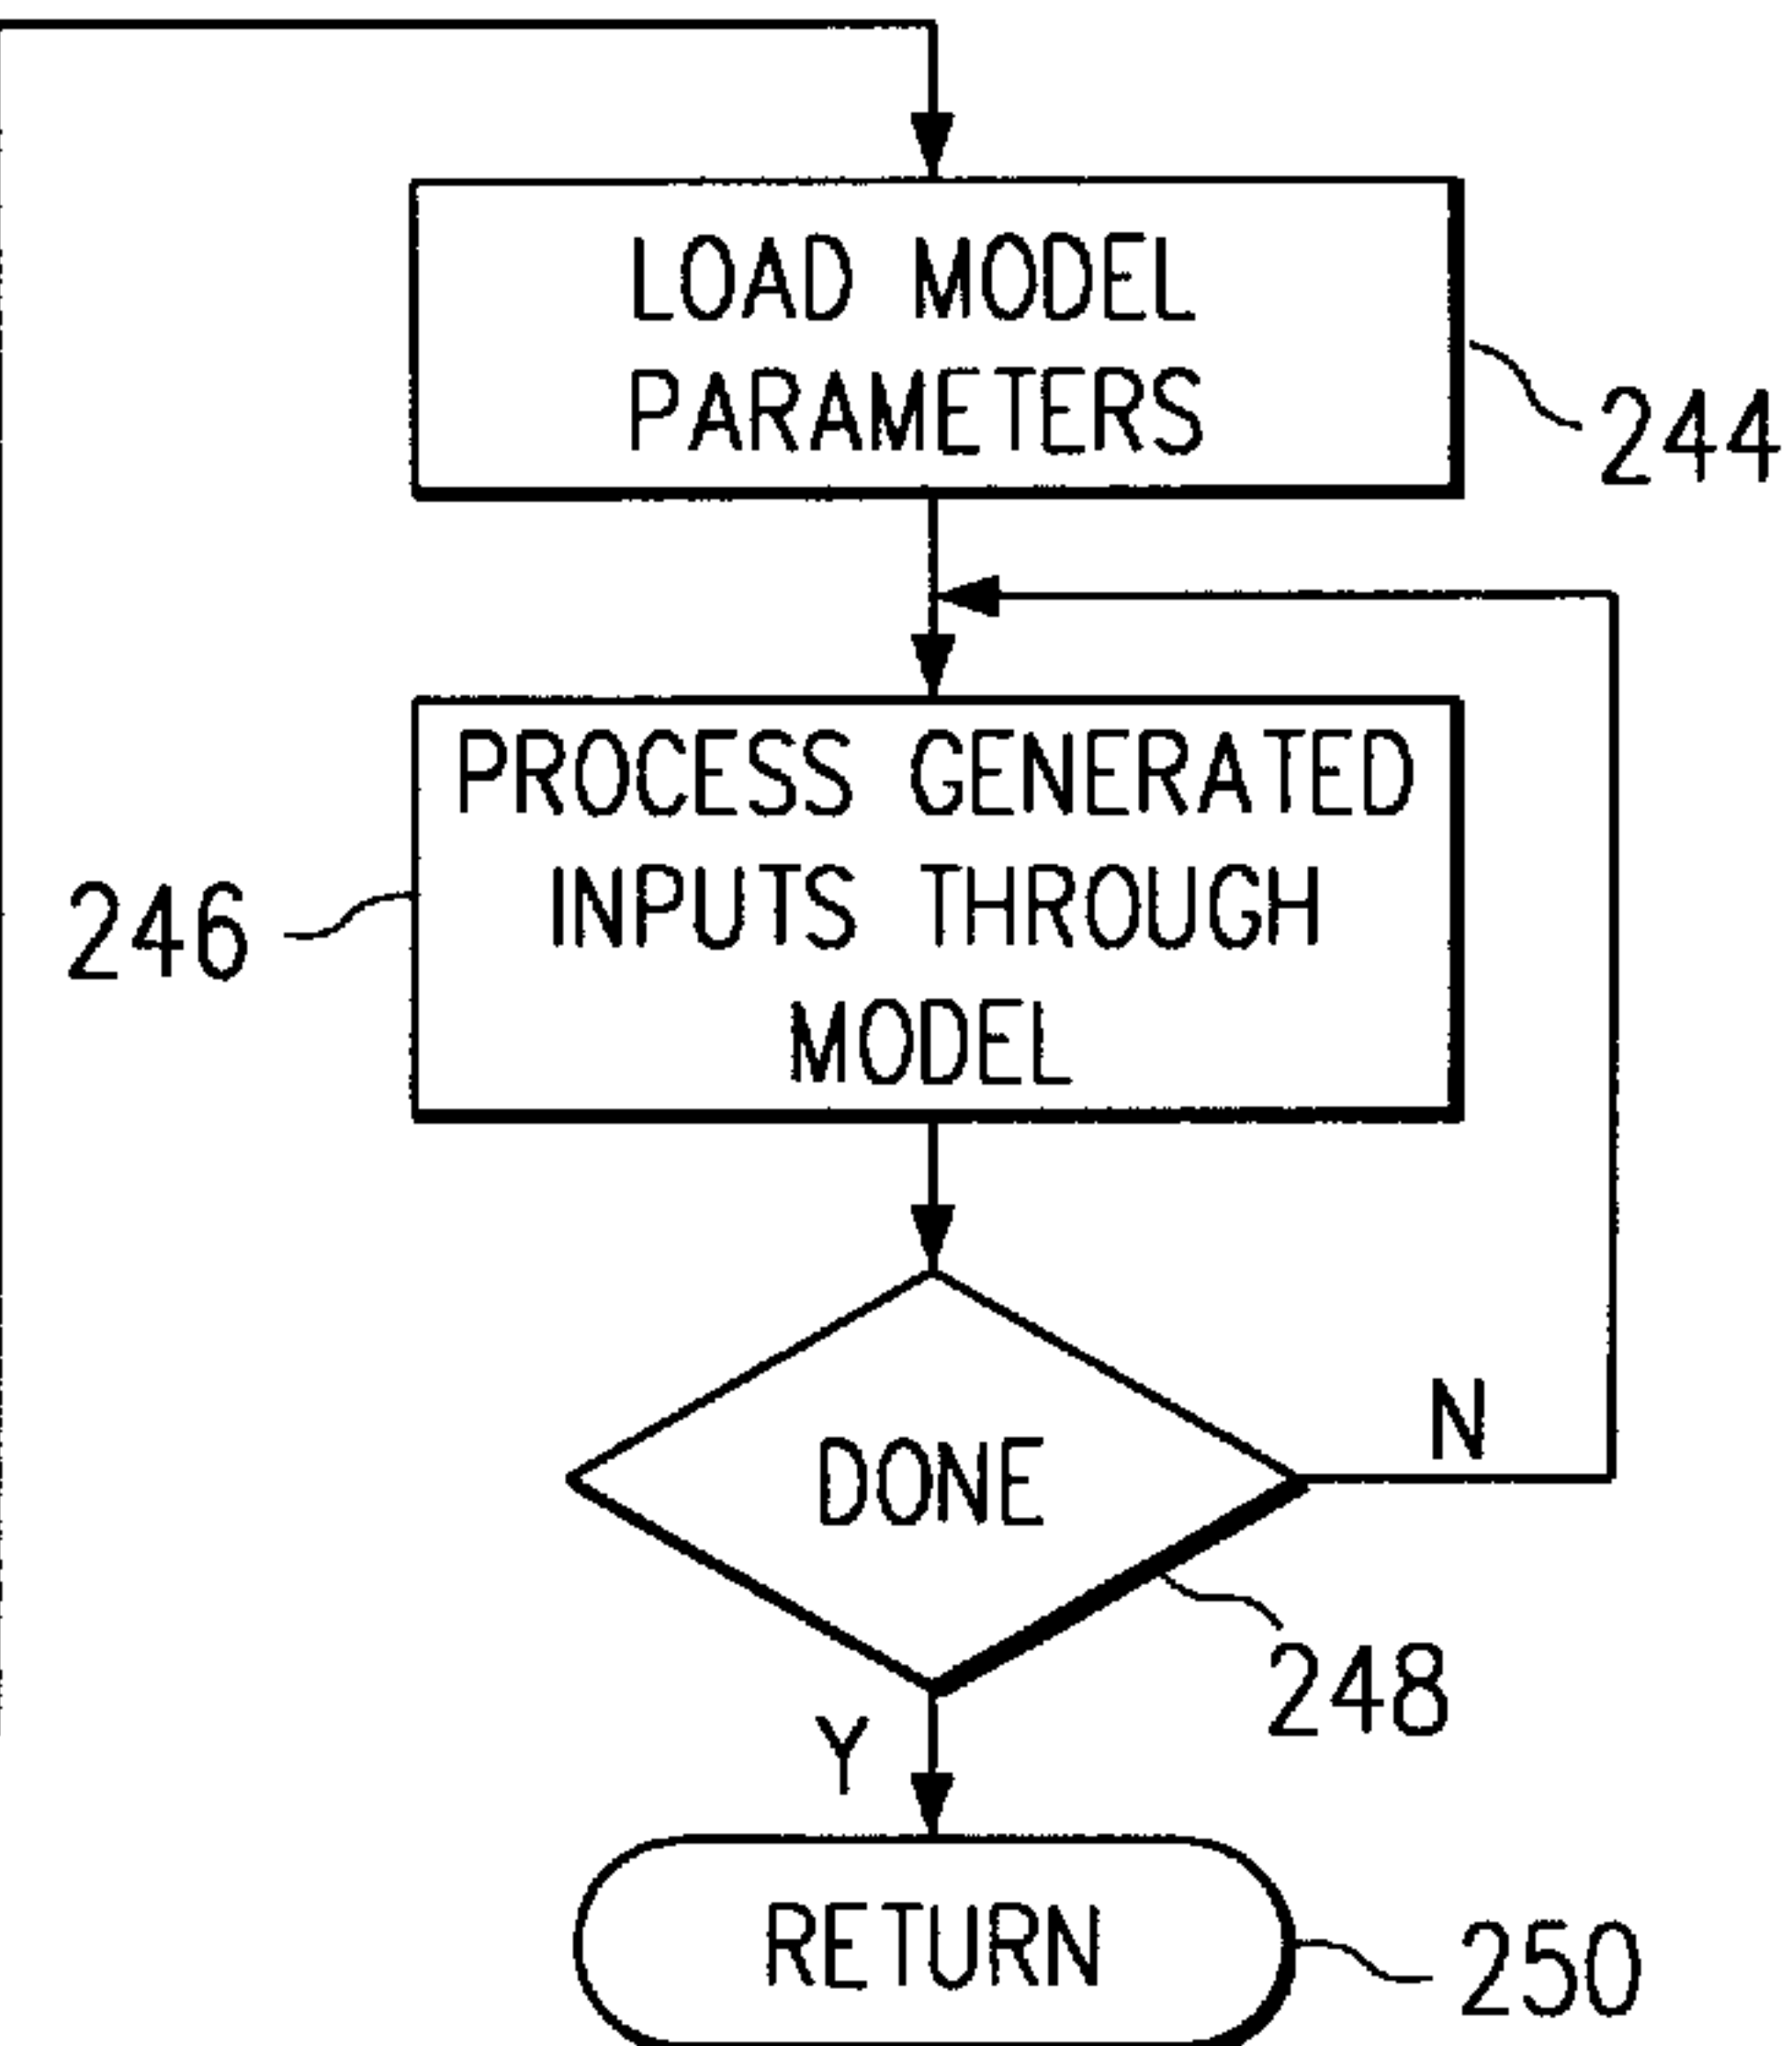 LOAD MODEL
PARAMETERS
244
PROCESS GENERATED
INPUTS THROUGH
MODEL
246
DONE
N
248
Y
RETURN
250